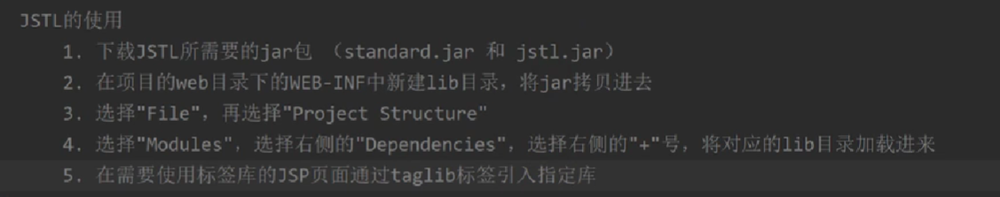 JSTL的使用
1. 下载JSTL所需要的jar包 （standard.jar 和 jstl.jar）
2. 在项目的web目录下的WEB-INF中新建lib目录，将jar拷贝进去
3. 选择"File"，再选择"Project Structure"
4. 选择"Modules"，选择右侧的"Dependencies"，选择右侧的"+"号，将对应的lib目录加载进来
5. 在需要使用标签库的JSP页面通过taglib标签引入指定库